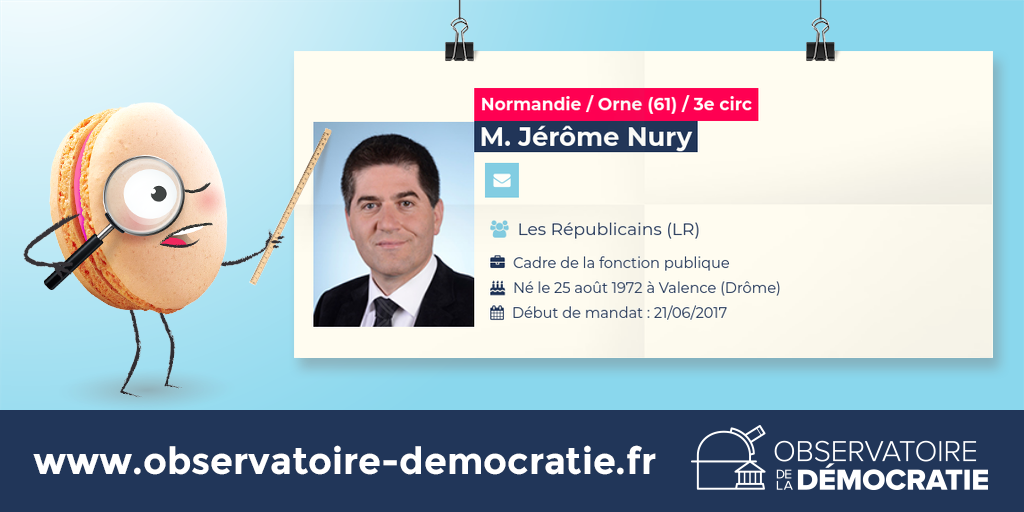 Normandie / Orne (61) / 3e circ
M. Jérôme Nury
Les Républicains (LR)
Cadre de la fonction publique
Né le 25 août 1972 à Valence (Drôme)
Début de mandat : 21/06/2017
www.observatoire-democratie.fr
OBSERVATOIRE
DE LA DÉMOCRATIE